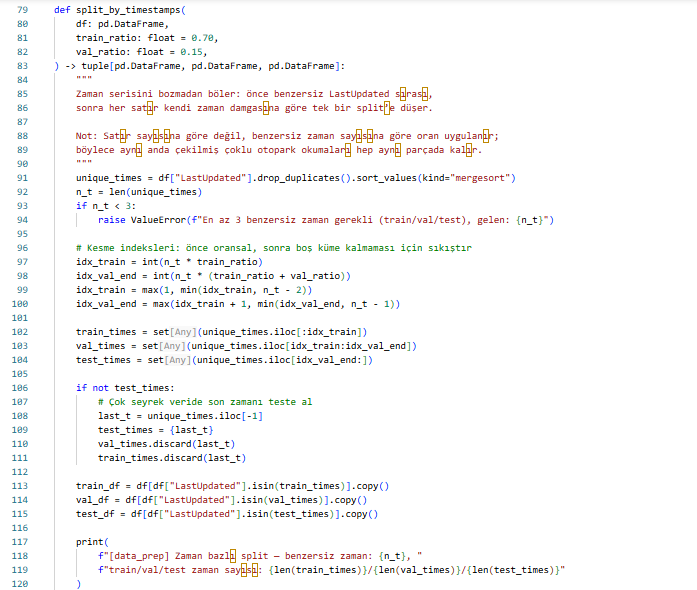 79 def split_by_timestamps(
80     df: pd.DataFrame,
81     train_ratio: float = 0.70,
82     val_ratio: float = 0.15,
83 ) -> tuple[pd.DataFrame, pd.DataFrame, pd.DataFrame]:
84     """
85     Zaman serisini bozmadan böler: önce benzersiz LastUpdated sırası,
86     sonra her satır kendi zaman damgasına göre tek bir split'e düşer.
87
88     Not: Satır sayısına göre değil, benzersiz zaman sayısına göre oran uygulanır;
89     böylece aynı anda çekilmiş çoklu otopark okumaları hep aynı parçada kalır.
90     """
91     unique_times = df["LastUpdated"].drop_duplicates().sort_values(kind="mergesort")
92     n_t = len(unique_times)
93     if n_t < 3:
94         raise ValueError(f"En az 3 benzersiz zaman gerekli (train/val/test), gelen: {n_t}")
95
96     # Kesme indeksleri: önce oransal, sonra boş küme kalmaması için sıkıştır
97     idx_train = int(n_t * train_ratio)
98     idx_val_end = int(n_t * (train_ratio + val_ratio))
99     idx_train = max(1, min(idx_train, n_t - 2))
100     idx_val_end = max(idx_train + 1, min(idx_val_end, n_t - 1))
101
102     train_times = set[Any](unique_times.iloc[:idx_train])
103     val_times = set[Any](unique_times.iloc[idx_train:idx_val_end])
104     test_times = set[Any](unique_times.iloc[idx_val_end:])
105
106     if not test_times:
107         # Çok seyrek veride son zamanı teste al
108         last_t = unique_times.iloc[-1]
109         test_times = {last_t}
110         val_times.discard(last_t)
111         train_times.discard(last_t)
112
113     train_df = df[df["LastUpdated"].isin(train_times)].copy()
114     val_df = df[df["LastUpdated"].isin(val_times)].copy()
115     test_df = df[df["LastUpdated"].isin(test_times)].copy()
116
117     print(
118         f"[data_prep] Zaman bazlı split — benzersiz zaman: {n_t}, "
119         f"train/val/test zaman sayısı: {len(train_times)}/{len(val_times)}/{len(test_times)}"
120     )